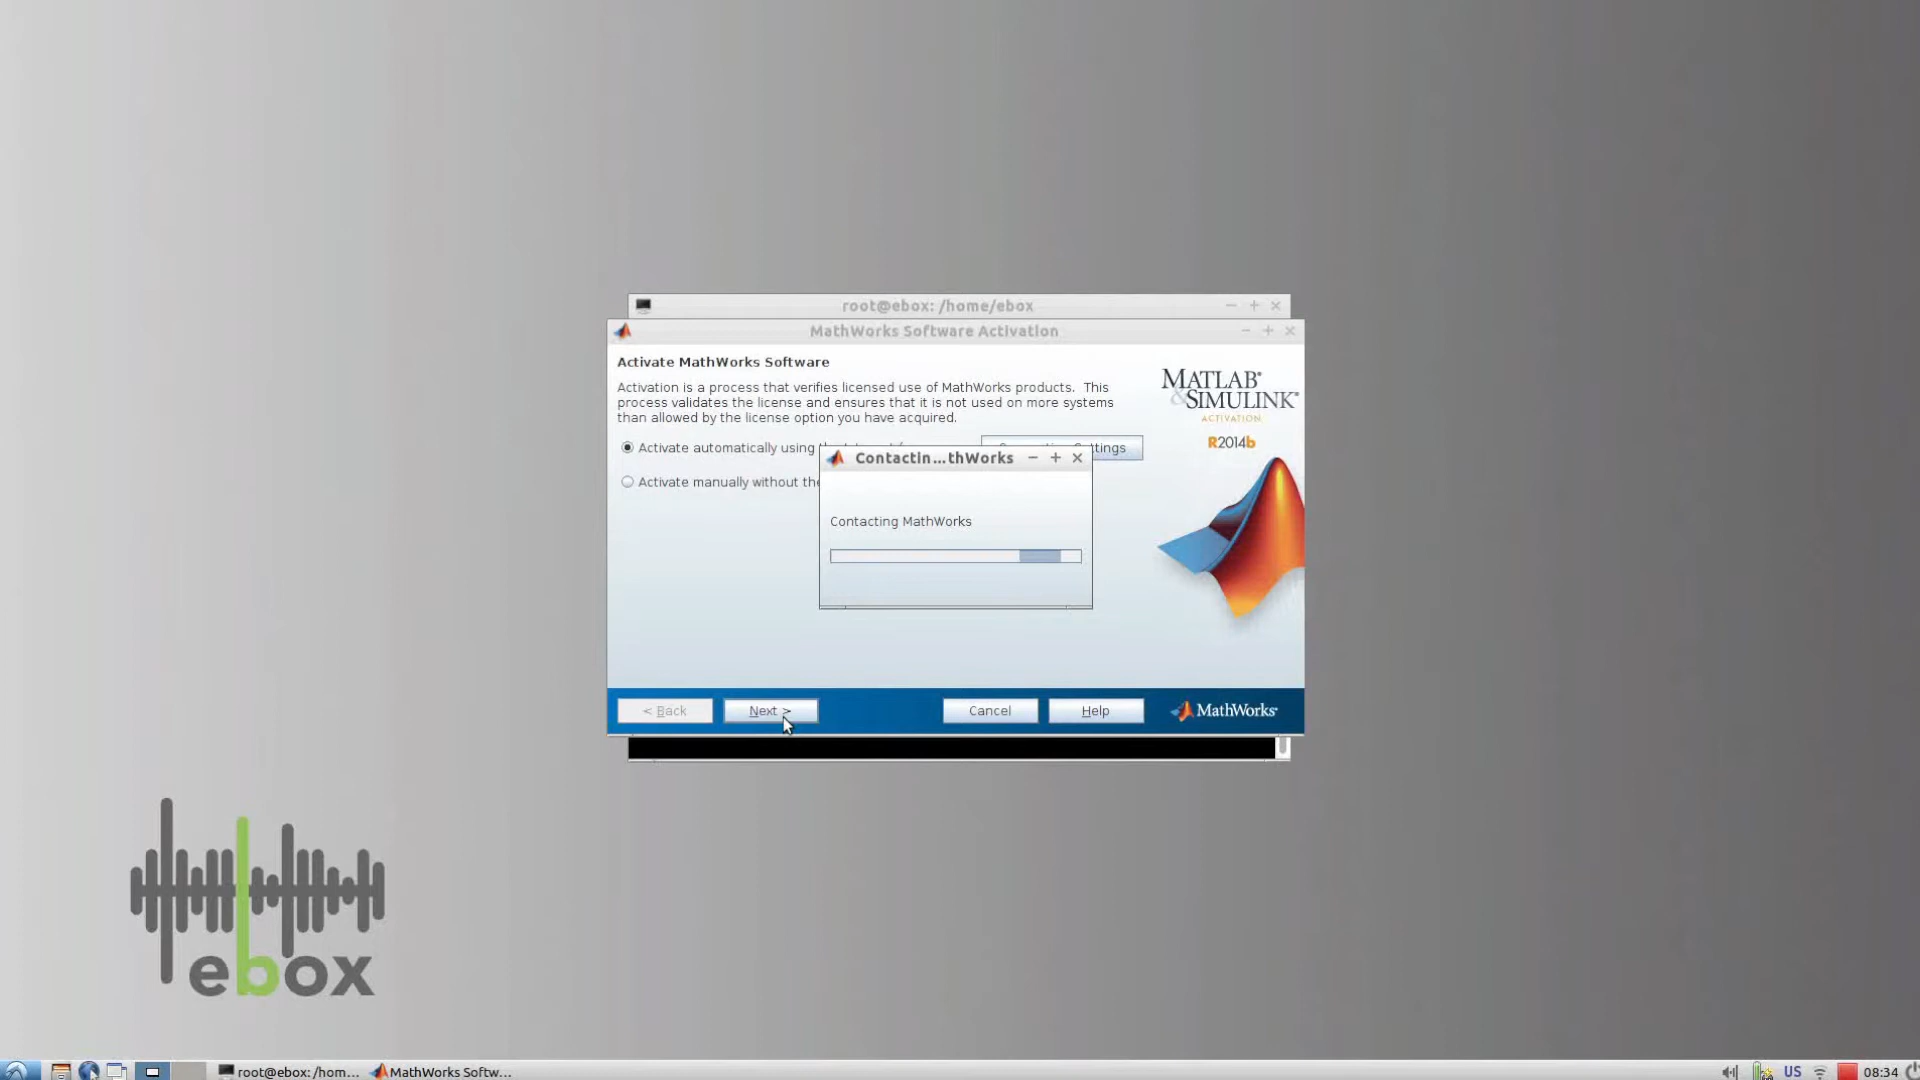 root@ebox: /home/ebox
MathWorks Software Activation
Activate MathWorks Software
Activation is a process that verifies licensed use of MathWorks products. This
process validates the license and ensures that it is not used on more systems
than allowed by the license option you have acquired.
Activate automatically using
Activate manually without the
Contactin...thWorks
Contacting MathWorks
MATLAB®
&SIMULINK®
ACTIVATION
R2014b
< Back
Next >
Cancel
Help
MathWorks®
ebox
root@ebox: /hom...
MathWorks Softw...
US
08:34